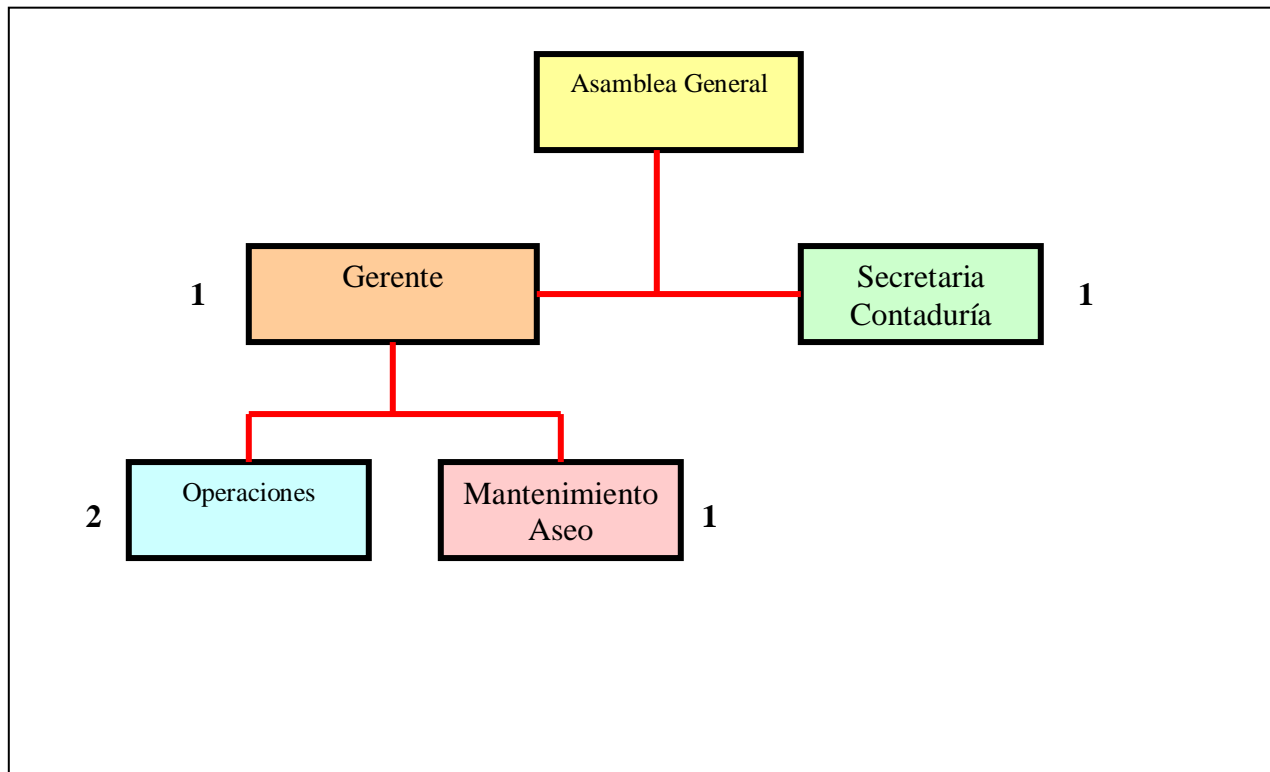 Asamblea General
1
Gerente
Secretaria
Contaduría
1
2
Operaciones
Mantenimiento
Aseo
1